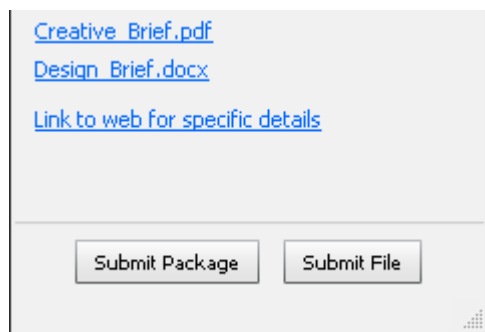 Creative_Brief.pdf
Design_Brief.docx
Link to web for specific details
Submit Package Submit File